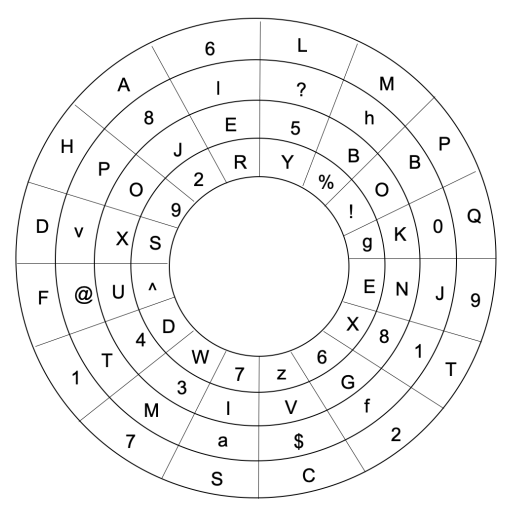 L M P Q 9 T 2 C S 7 1 F D H A 6
? h B 0 J 1 f $ a M T @ v P 8 I
5 B O K N 8 G V I 3 4 U X O J E
Y % ! g E X 6 z 7 W D ^ S 9 2 R